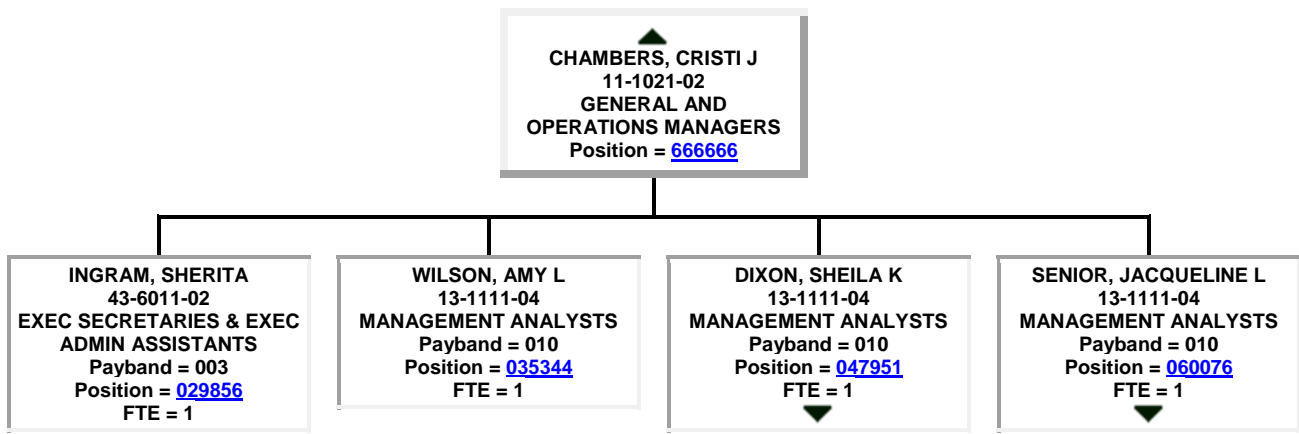 CHAMBERS, CRISTI J
11-1021-02
GENERAL AND
OPERATIONS MANAGERS
Position = 666666
INGRAM, SHERITA
43-6011-02
EXEC SECRETARIES & EXEC
ADMIN ASSISTANTS
Payband = 003
Position = 029856
FTE = 1
WILSON, AMY L
13-1111-04
MANAGEMENT ANALYSTS
Payband = 010
Position = 035344
FTE = 1
DIXON, SHEILA K
13-1111-04
MANAGEMENT ANALYSTS
Payband = 010
Position = 047951
FTE = 1
SENIOR, JACQUELINE L
13-1111-04
MANAGEMENT ANALYSTS
Payband = 010
Position = 060076
FTE = 1